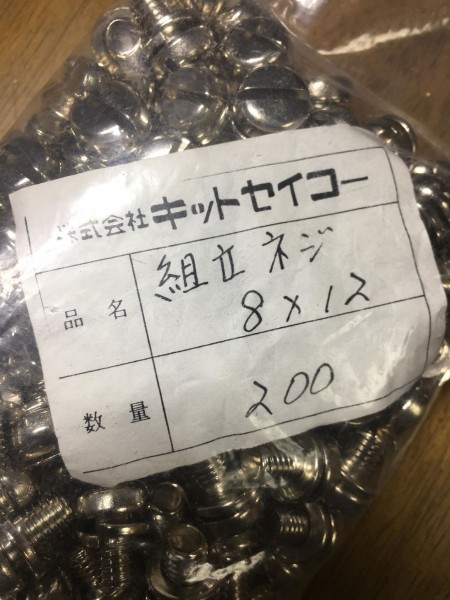 株式会社 キットセイコー
品名 組立ネジ
8×12
数量 200